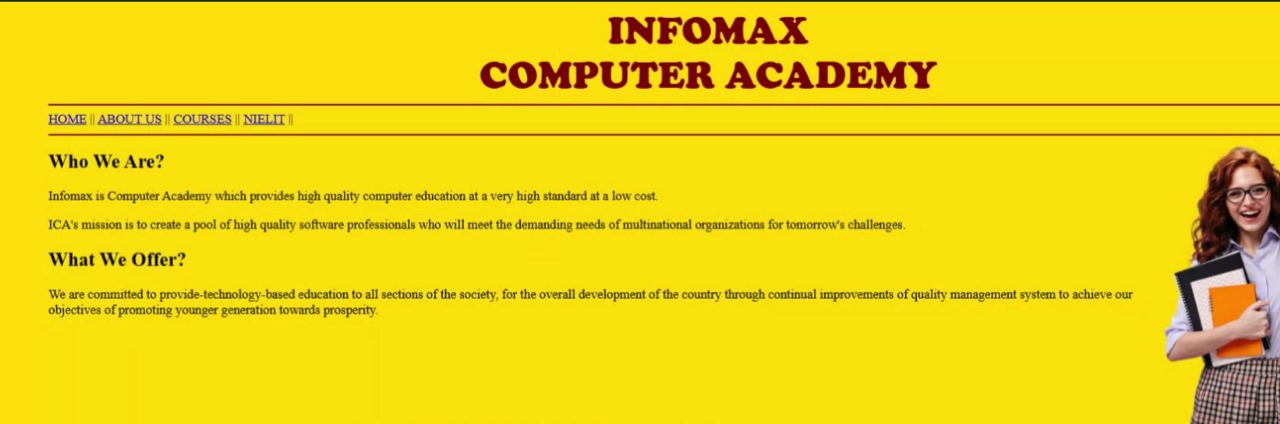 INFOMAX
COMPUTER ACADEMY
HOME || ABOUT US || COURSES || NIELIT ||
Who We Are?
Infomax is Computer Academy which provides high quality computer education at a very high standard at a low cost.
ICA's mission is to create a pool of high quality software professionals who will meet the demanding needs of multinational organizations for tomorrow's challenges.
What We Offer?
We are committed to provide-technology-based education to all sections of the society, for the overall development of the country through continual improvements of quality management system to achieve our
objectives of promoting younger generation towards prosperity.